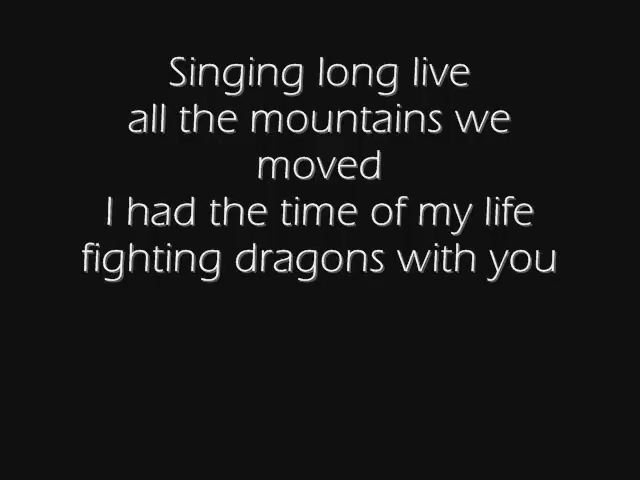 Singing long live
all the mountains we
moved
I had the time of my life
fighting dragons with you